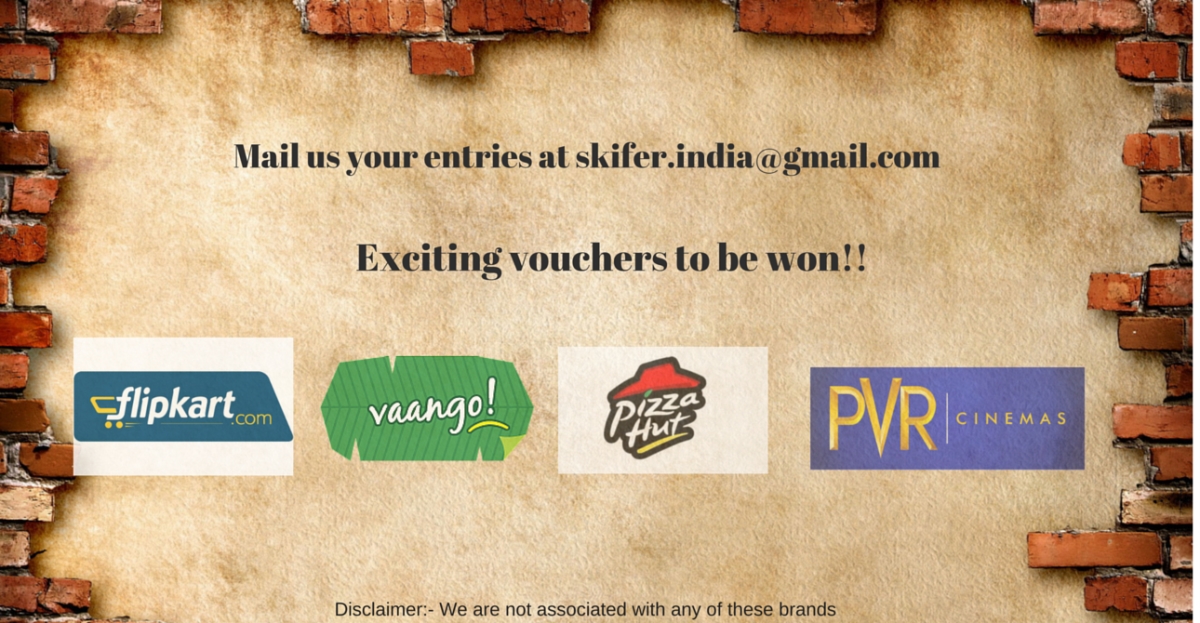 Mail us your entries at skifer.india@gmail.com
Exciting vouchers to be won!!
flipkart.com
vaango!
Pizza
Hut
PVR CINEMAS
Disclaimer:- We are not associated with any of these brands